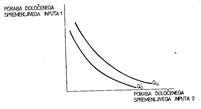 PORABA DOLOČENEGA
SPREMENLJIVEGA INPUTA 1
PORABA DOLOČENEGA
SPREMENLJIVEGA INPUTA 2